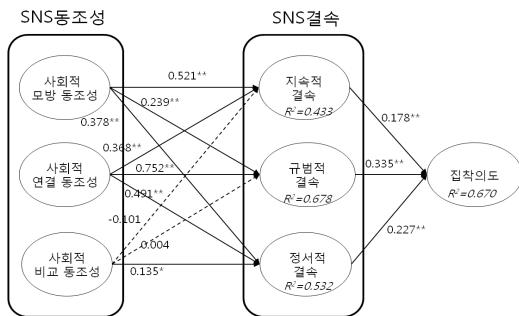 SNS동조성
SNS결속
사회적
모방 동조성
사회적
연결 동조성
사회적
비교 동조성
0.521**
0.239**
0.378**
0.368**
0.752**
0.491**
-0.101
0.004
0.135*
지속적
결속
R²=0.433
규범적
결속
R²=0.678
정서적
결속
R²=0.532
0.178**
0.335**
0.227**
집착의도
R²=0.670